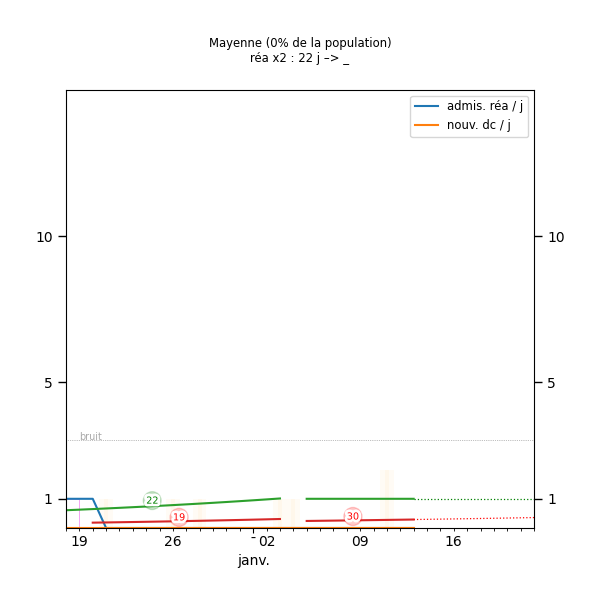 Mayenne (0% de la population)
réa x2 : 22 j –> _
admis. réa / j
nouv. dc / j
10 10
5 5
bruit
1 1
22
19
30
19 26 02 09 16
janv.